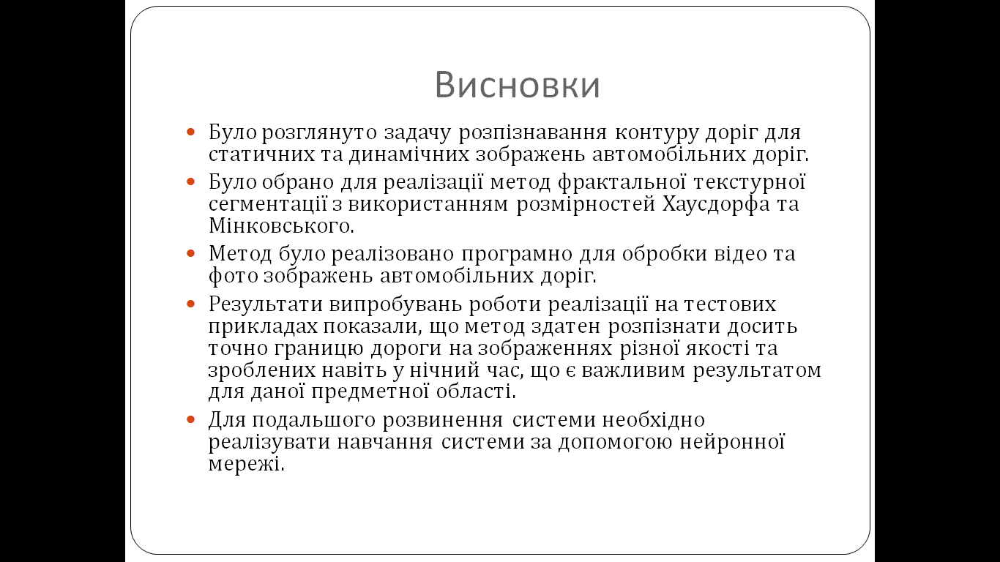 Висновки
• Було розглянуто задачу розпізнавання контуру доріг для
статичних та динамічних зображень автомобільних доріг.
• Було обрано для реалізації метод фрактальної текстурної
сегментації з використанням розмірностей Хаусдорфа та
Мінковського.
• Метод було реалізовано програмно для обробки відео та
фото зображень автомобільних доріг.
• Результати випробувань роботи реалізації на тестових
прикладах показали, що метод здатен розпізнати досить
точно границю дороги на зображеннях різної якості та
зроблених навіть у нічний час, що є важливим результатом
для даної предметної області.
• Для подальшого розвинення системи необхідно
реалізувати навчання системи за допомогою нейронної
мережі.